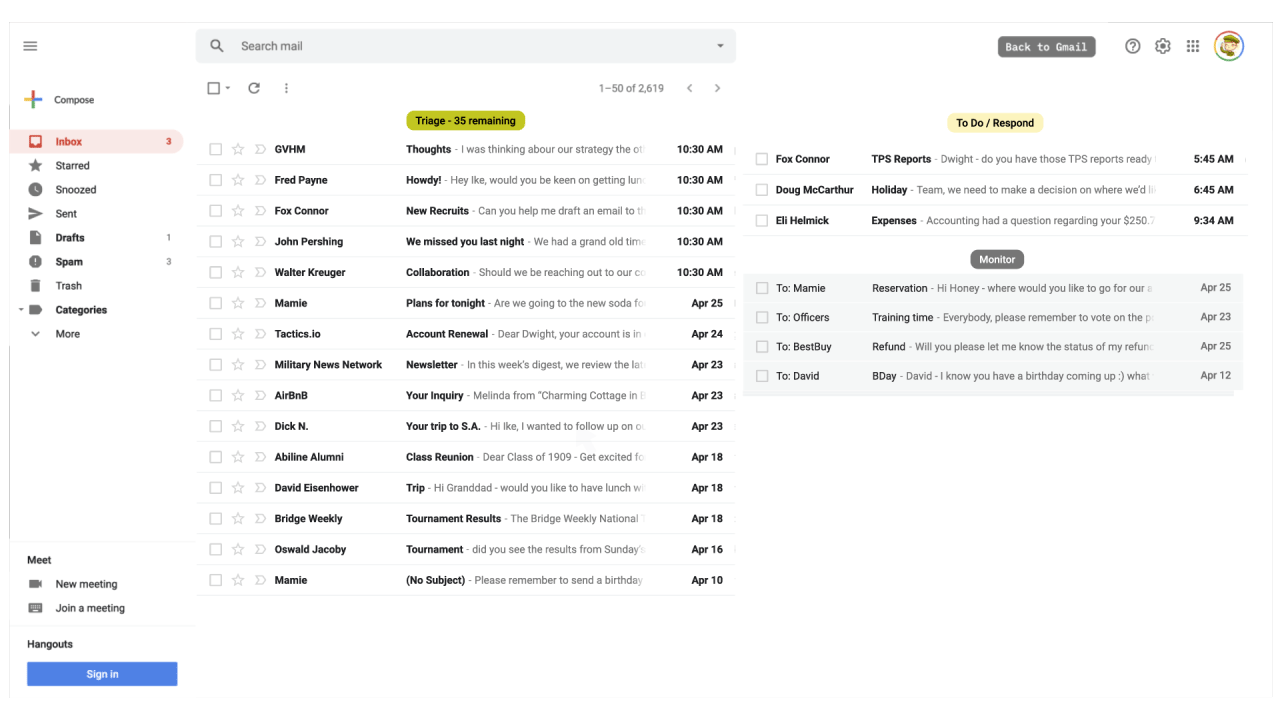 Search mail
Back to Gmail
Compose
1–50 of 2,619
Triage - 35 remaining
To Do / Respond
Inbox 3
Starred
Snoozed
Sent
Drafts 1
Spam 3
Trash
Categories
More
GVHM Thoughts - I was thinking abour our strategy the ot 10:30 AM
Fred Payne Howdy! - Hey Ike, would you be keen on getting lunc 10:30 AM
Fox Connor New Recruits - Can you help me draft an email to th 10:30 AM
John Pershing We missed you last night - We had a grand old time 10:30 AM
Walter Kreuger Collaboration - Should we be reaching out to our co 10:30 AM
Mamie Plans for tonight - Are we going to the new soda fo Apr 25
Tactics.io Account Renewal - Dear Dwight, your account is in Apr 24
Military News Network Newsletter - In this week's digest, we review the lat Apr 23
AirBnB Your Inquiry - Melinda from “Charming Cottage in B Apr 23
Dick N. Your trip to S.A. - Hi Ike, I wanted to follow up on ou Apr 23
Abiline Alumni Class Reunion - Dear Class of 1909 - Get excited fo Apr 18
David Eisenhower Trip - Hi Granddad - would you like to have lunch wi Apr 18
Bridge Weekly Tournament Results - The Bridge Weekly National Apr 18
Oswald Jacoby Tournament - did you see the results from Sunday's Apr 16
Mamie (No Subject) - Please remember to send a birthday Apr 10
Fox Connor TPS Reports - Dwight - do you have those TPS reports ready 5:45 AM
Doug McCarthur Holiday - Team, we need to make a decision on where we'd li 6:45 AM
Eli Helmick Expenses - Accounting had a question regarding your $250.7 9:34 AM
Monitor
To: Mamie Reservation - Hi Honey - where would you like to go for our a Apr 25
To: Officers Training time - Everybody, please remember to vote on the po Apr 23
To: BestBuy Refund - Will you please let me know the status of my refunc Apr 25
To: David BDay - David - I know you have a birthday coming up :) what Apr 12
Meet
New meeting
Join a meeting
Hangouts
Sign in